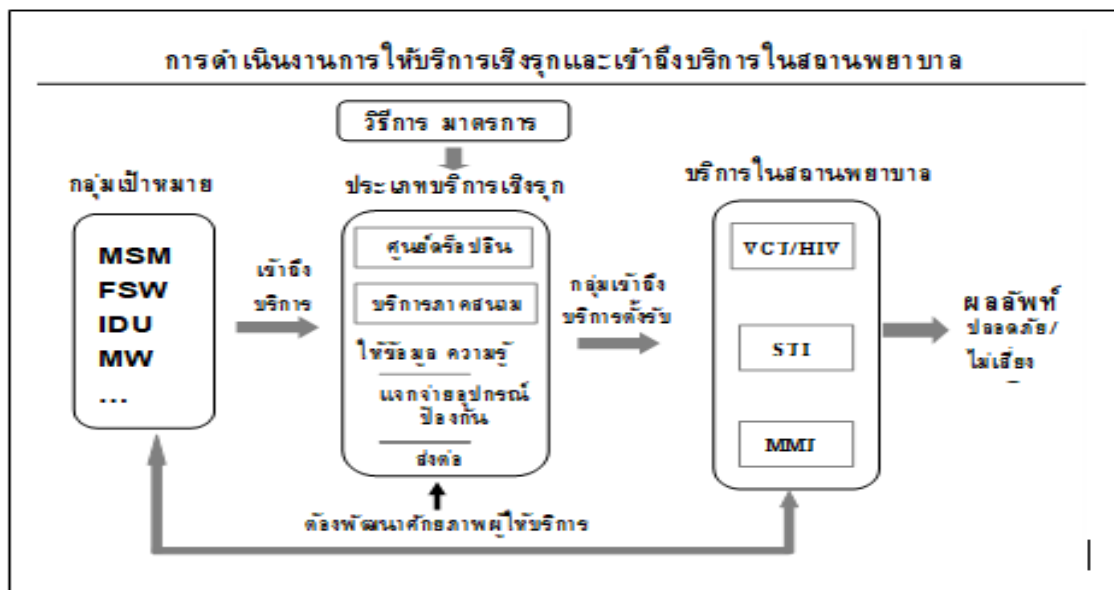 การดำเนินงานการให้บริการเชิงรุกและเข้าถึงบริการในสถานพยาบาล
วิธีการ มาตรการ
กลุ่มเป้าหมาย
ประเภทบริการเชิงรุก
บริการในสถานพยาบาล
MSM
FSW
IDU
MW
...
เข้าถึง
บริการ
ศูนย์ดรือปอิน
บริการภาคสนาม
ให้ข้อมูล ความรู้
แจกจ่ายอุปกรณ์
ป้องกัน
ส่งต่อ
กลุ่มเข้าถึง
บริการตั้งรับ
VCT/HIV
STI
ผลลัพท์
ปลอดภัย/
ไม่เสี่ยง
ต้องพัฒนาศักยภาพผู้ให้บริการ